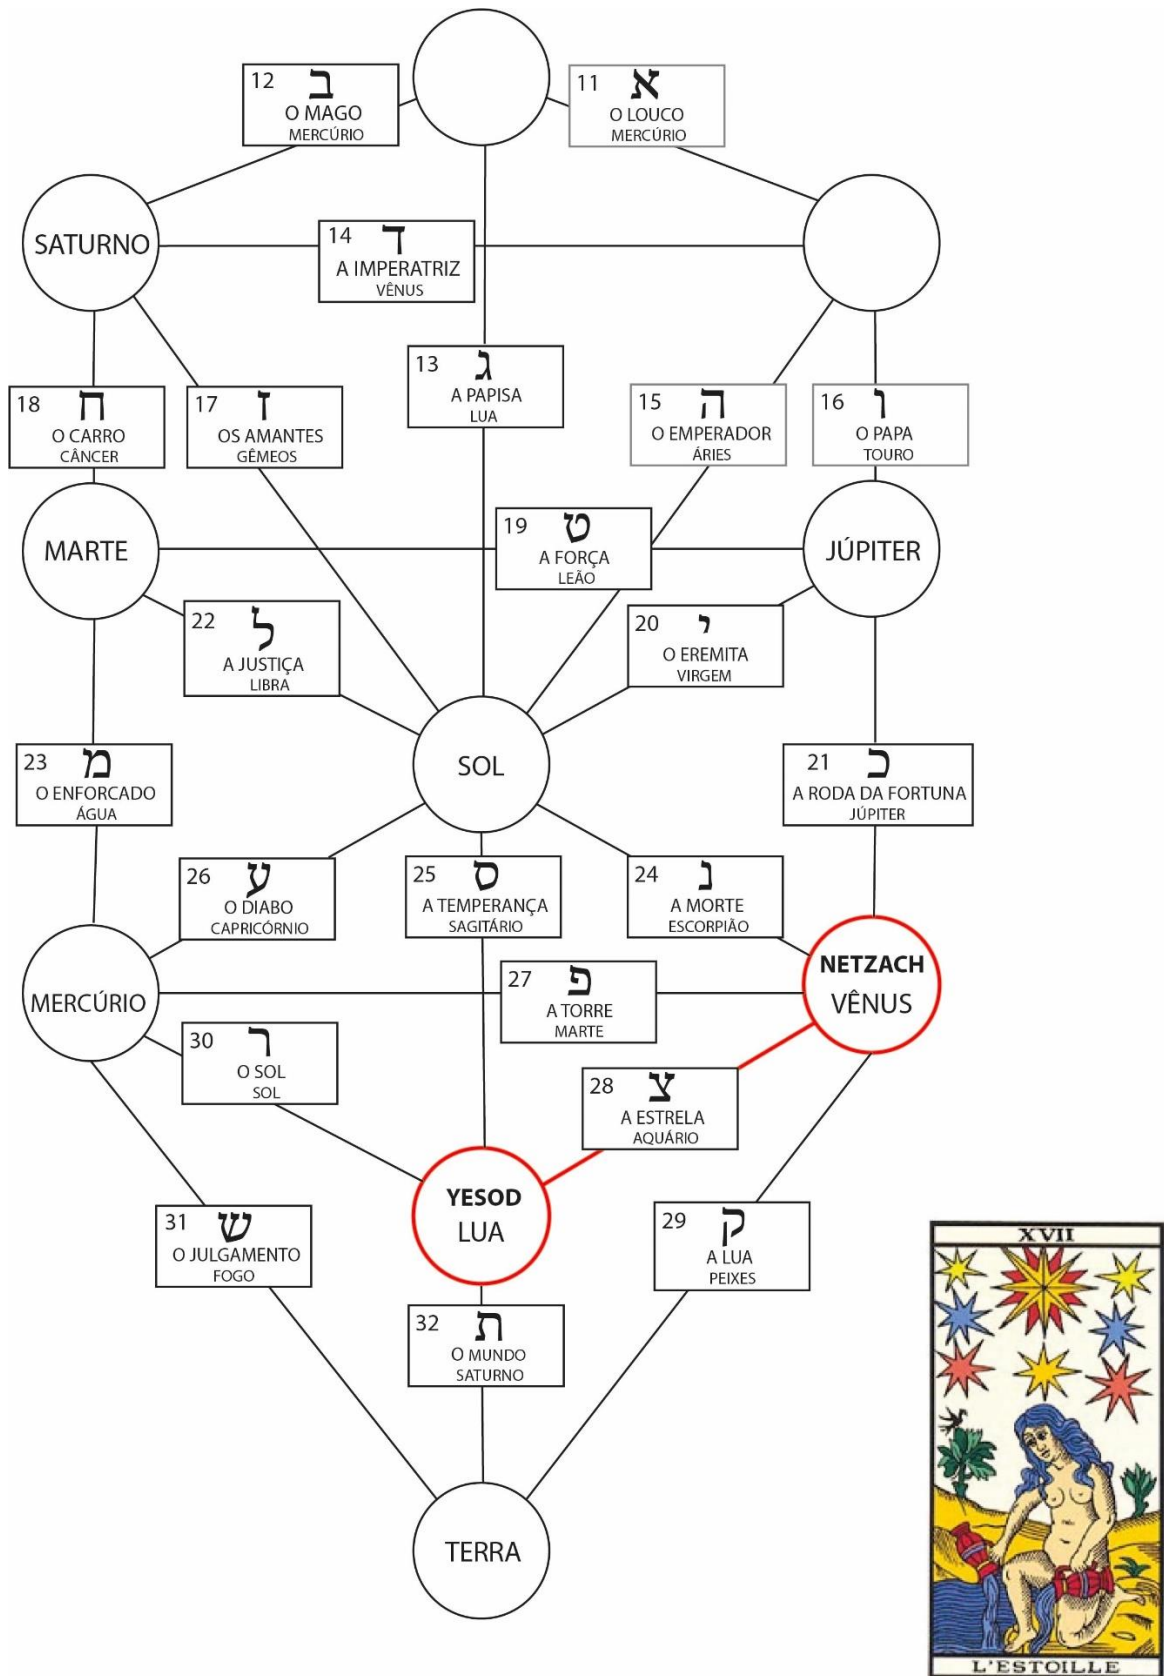 12 ב
O MAGO
MERCÚRIO
11 א
O LOUCO
MERCÚRIO
SATURNO
14 ד
A IMPERATRIZ
VÊNUS
13 ג
A PAPISA
LUA
18 ח
O CARRO
CÂNCER
17 ז
OS AMANTES
GÊMEOS
15 ה
O EMPERADOR
ÁRIES
16 ו
O PAPA
TOURO
MARTE
19 ט
A FORÇA
LEÃO
JÚPITER
22 ל
A JUSTIÇA
LIBRA
20 י
O EREMITA
VIRGEM
SOL
23 מ
O ENFORCADO
ÁGUA
21 כ
A RODA DA FORTUNA
JÚPITER
26 ע
O DIABO
CAPRICÓRNIO
25 ס
A TEMPERANÇA
SAGITÁRIO
24 נ
A MORTE
ESCORPIÃO
MERCÚRIO
27 פ
A TORRE
MARTE
NETZACH
VÊNUS
30 ר
O SOL
SOL
28 צ
A ESTRELA
AQUÁRIO
YESOD
LUA
31 ש
O JULGAMENTO
FOGO
29 ק
A LUA
PEIXES
32 ת
O MUNDO
SATURNO
TERRA
XVII
L'ESTOILLE